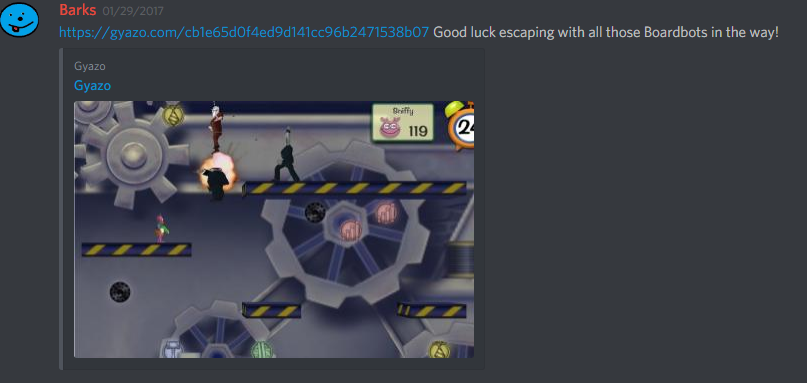 Barks 01/29/2017
https://gyazo.com/cb1e65d0f4ed9d141cc96b2471538b07 Good luck escaping with all those Boardbots in the way!
Gyazo
Gyazo
Sniffy
119
24